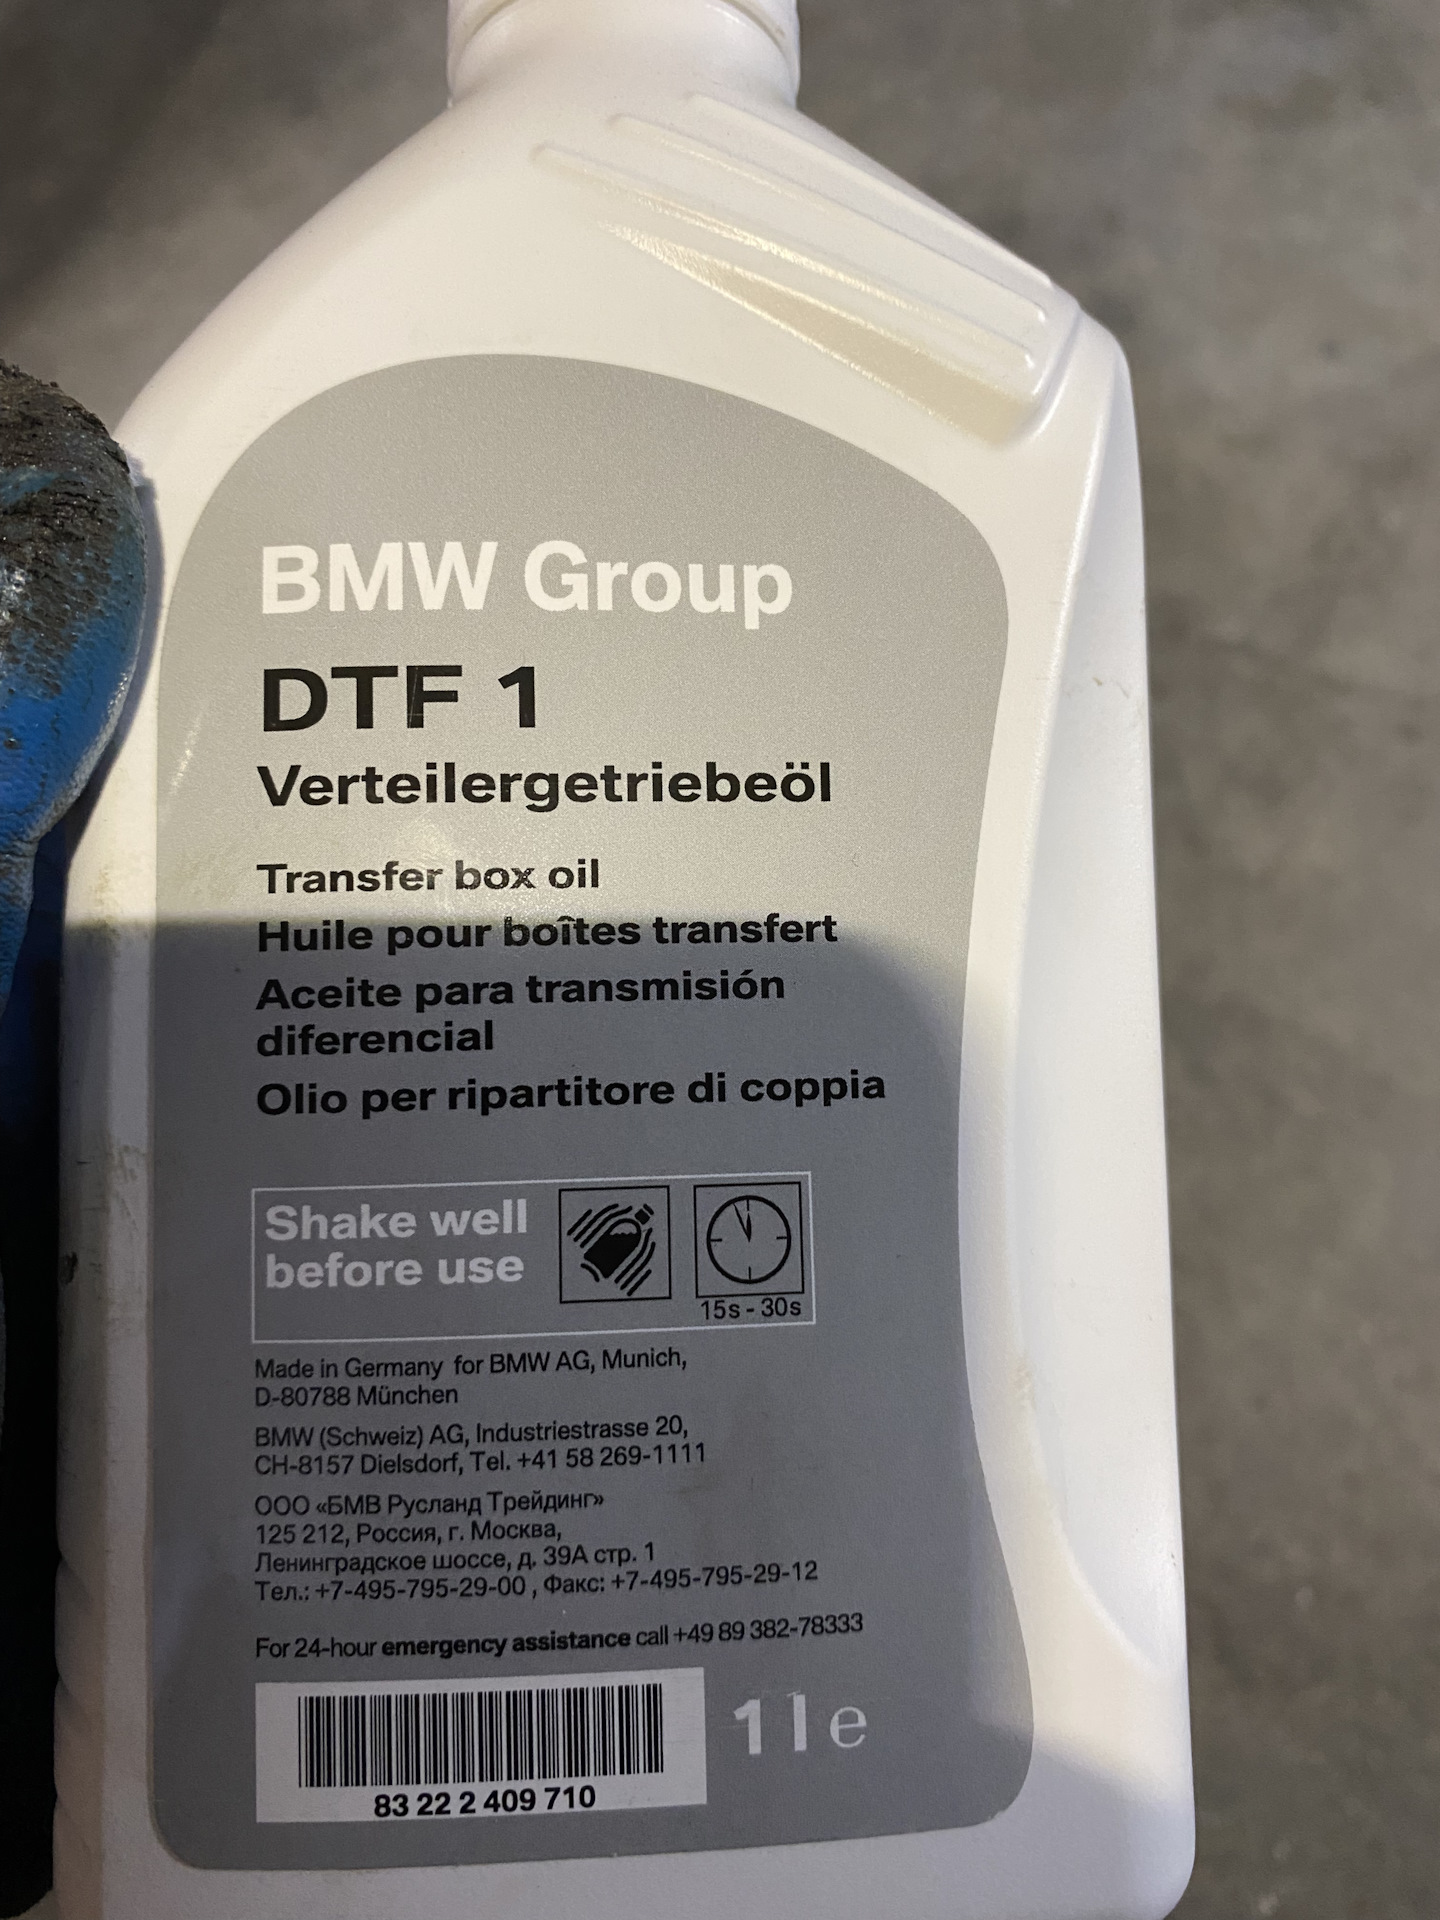 BMW Group
DTF 1
Verteilergetriebeöl
Transfer box oil
Huile pour boîtes transfert
Aceite para transmisión
diferencial
Olio per ripartitore di coppia
Shake well
before use
15s - 30s
Made in Germany for BMW AG, Munich,
D-80788 München
BMW (Schweiz) AG, Industriestrasse 20,
CH-8157 Dielsdorf, Tel. +41 58 269-1111
ООО «БМВ Русланд Трейдинг»
125 212, Россия, г. Москва,
Ленинградское шоссе, д. 39А стр. 1
Тел.: +7-495-795-29-00 , Факс: +7-495-795-29-12
For 24-hour emergency assistance call +49 89 382-78333
83 22 2 409 710
1 l e